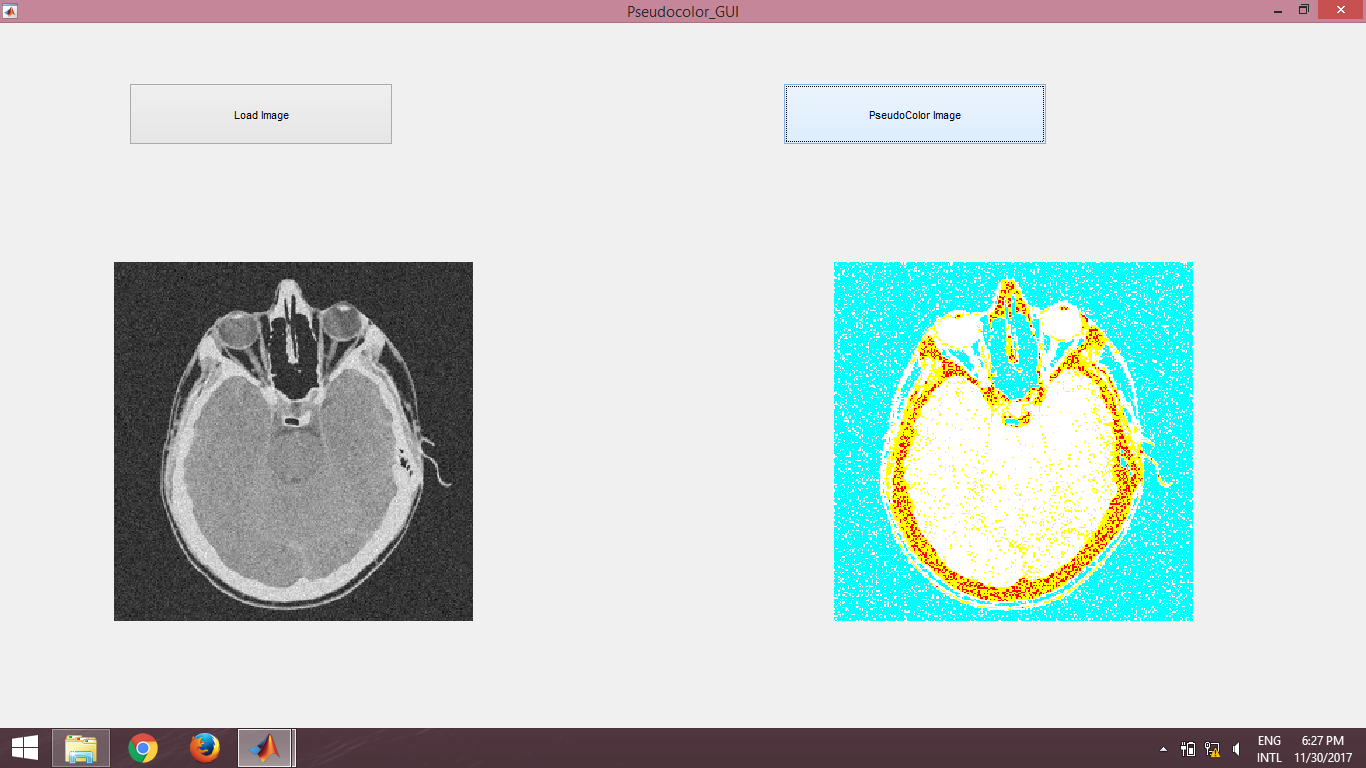 Pseudocolor_GUI
Load Image
PseudoColor Image
ENG
6:27 PM
INTL
11/30/2017